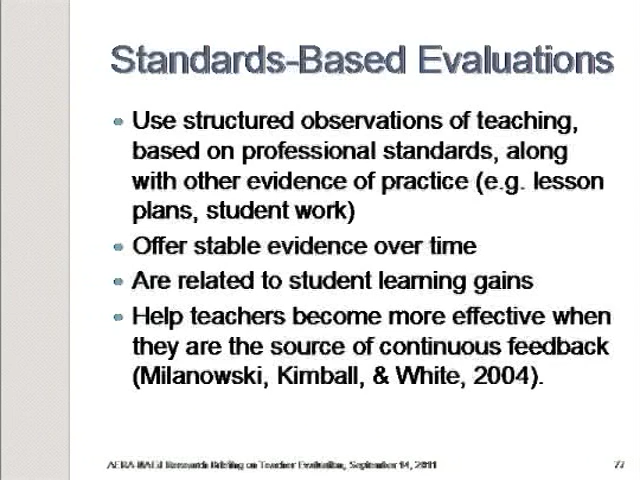 Standards-Based Evaluations
Use structured observations of teaching,
based on professional standards, along
with other evidence of practice (e.g. lesson
plans, student work)
Offer stable evidence over time
Are related to student learning gains
Help teachers become more effective when
they are the source of continuous feedback
(Milanowski, Kimball, & White, 2004).
Research Briefing on Teacher Evaluation, September 14, 2011